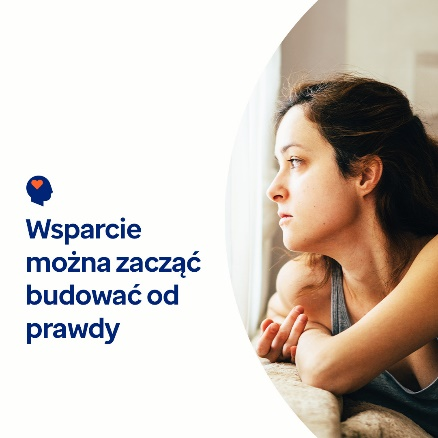 Wsparcie
można zacząć
budować od
prawdy